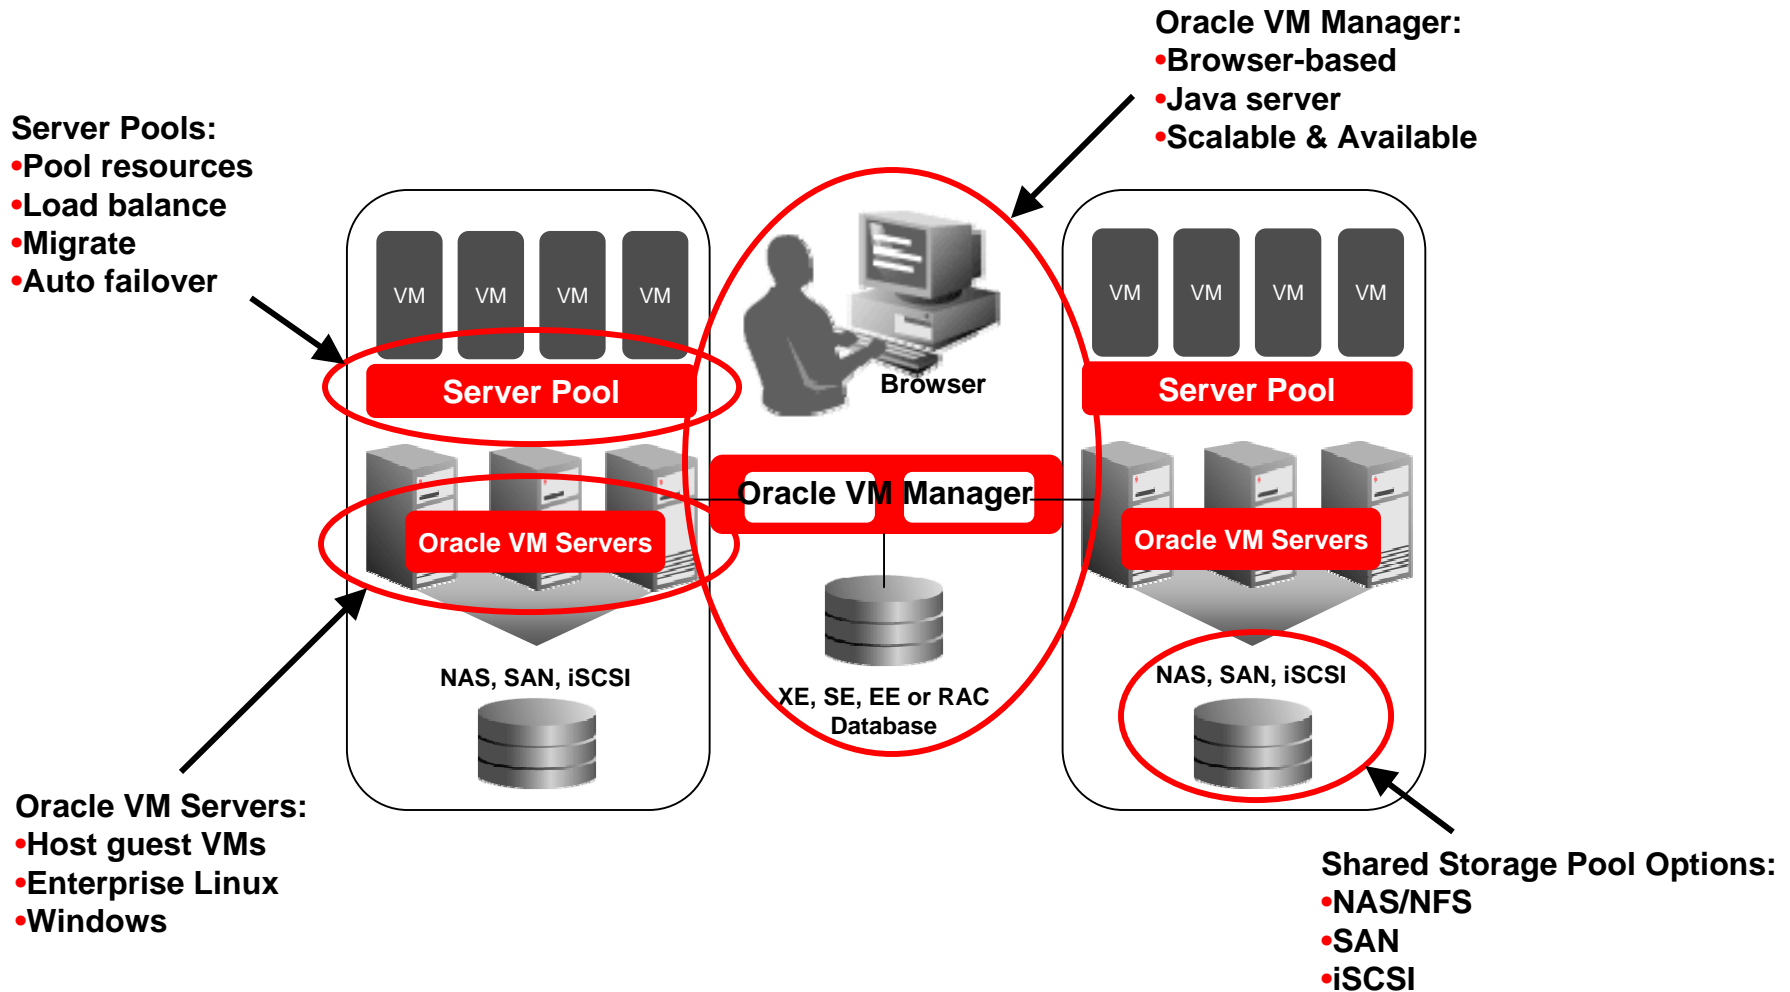 Oracle VM Manager:
•Browser-based
•Java server
•Scalable & Available
Server Pools:
•Pool resources
•Load balance
•Migrate
•Auto failover
VM
VM
VM
VM
Server Pool
Oracle VM Servers
NAS, SAN, iSCSI
Browser
Oracle VM Manager
XE, SE, EE or RAC
Database
VM
VM
VM
VM
Server Pool
Oracle VM Servers
NAS, SAN, iSCSI
Oracle VM Servers:
•Host guest VMs
•Enterprise Linux
•Windows
Shared Storage Pool Options:
•NAS/NFS
•SAN
•iSCSI